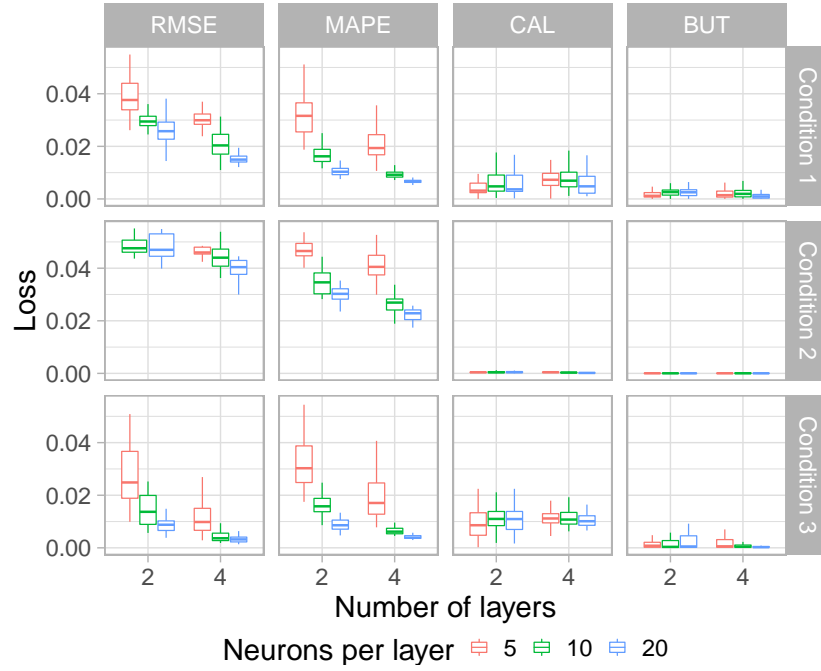 RMSE MAPE CAL BUT
0.04
0.02
0.00
Condition 1
0.04
0.02
0.00
Condition 2
0.04
0.02
0.00
Condition 3
Loss
2 4 2 4 2 4 2 4
Number of layers
Neurons per layer 5 10 20